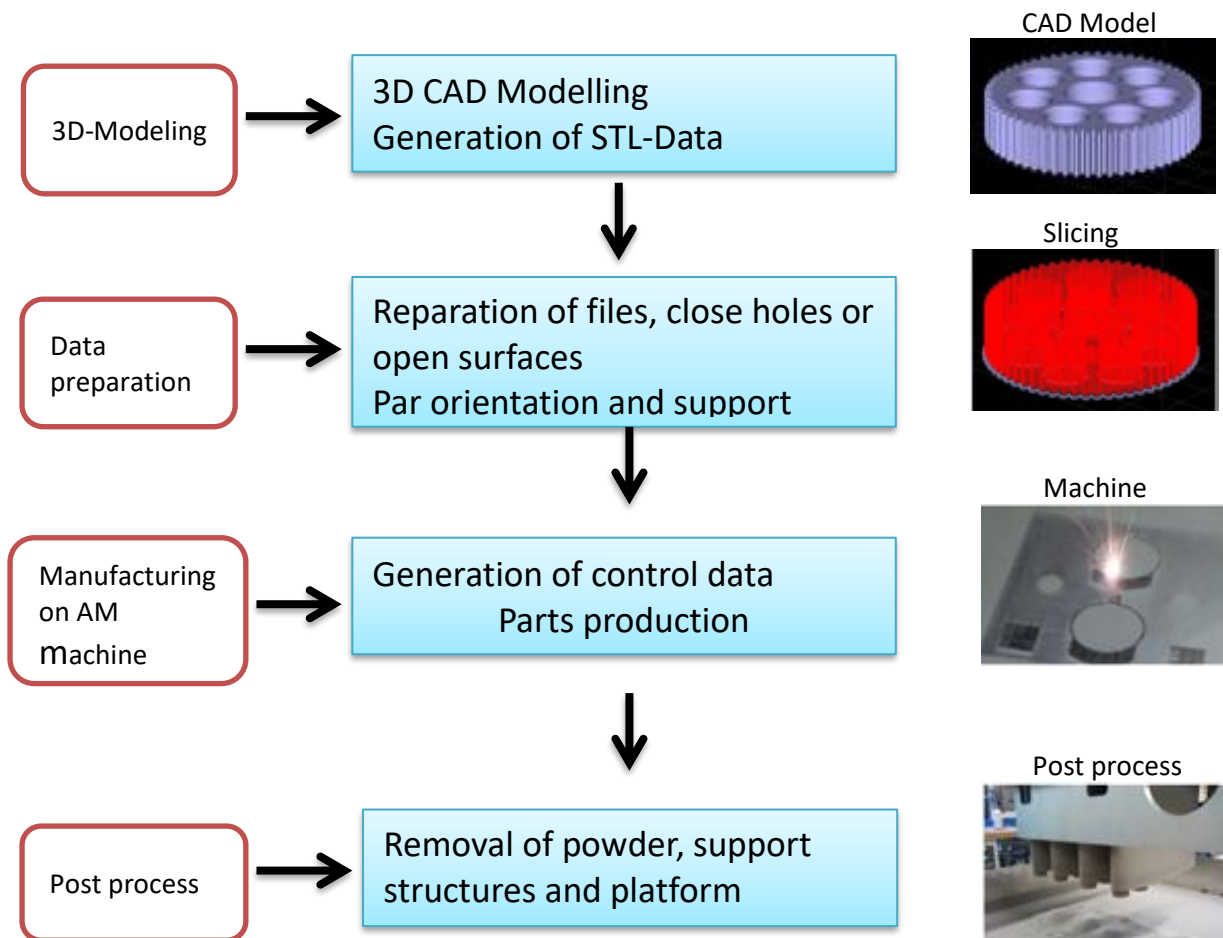 CAD Model
3D-Modeling
3D CAD Modelling
Generation of STL-Data
Slicing
Data
preparation
Reparation of files, close holes or
open surfaces
Par orientation and support
Machine
Manufacturing
on AM
machine
Generation of control data
Parts production
Post process
Post process
Removal of powder, support
structures and platform